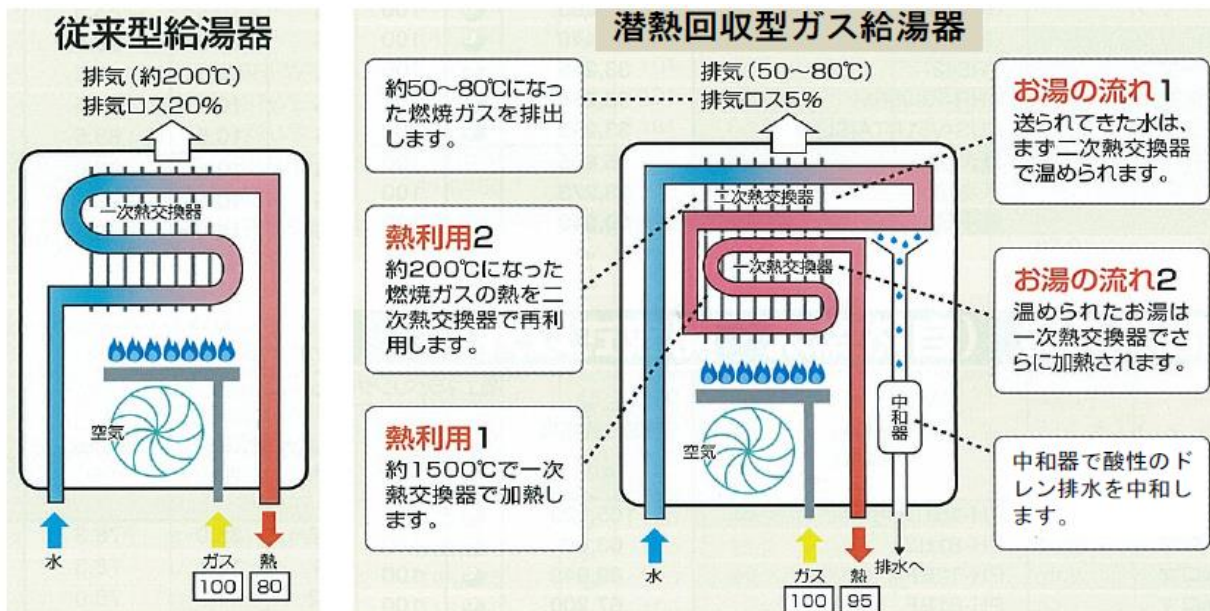 従来型給湯器
排気(約200℃)
排気ロス20%
一次熱交換器
空気
水
ガス
熱
100
80
潜熱回収型ガス給湯器
約50～80℃になっ
た燃焼ガスを排出
します。
熱利用2
約200℃になった
燃焼ガスの熱を二
次熱交換器で再利
用します。
熱利用1
約1500℃で一次
熱交換器で加熱し
ます。
排気(50～80℃)
排気ロス5%
二次熱交換器
一次熱交換器
空気
中和器
水
ガス
熱
排水へ
100
95
お湯の流れ1
送られてきた水は、
まず二次熱交換器
で温められます。
お湯の流れ2
温められたお湯は
一次熱交換器でさ
らに加熱されます。
中和器で酸性のド
レン排水を中和し
ます。